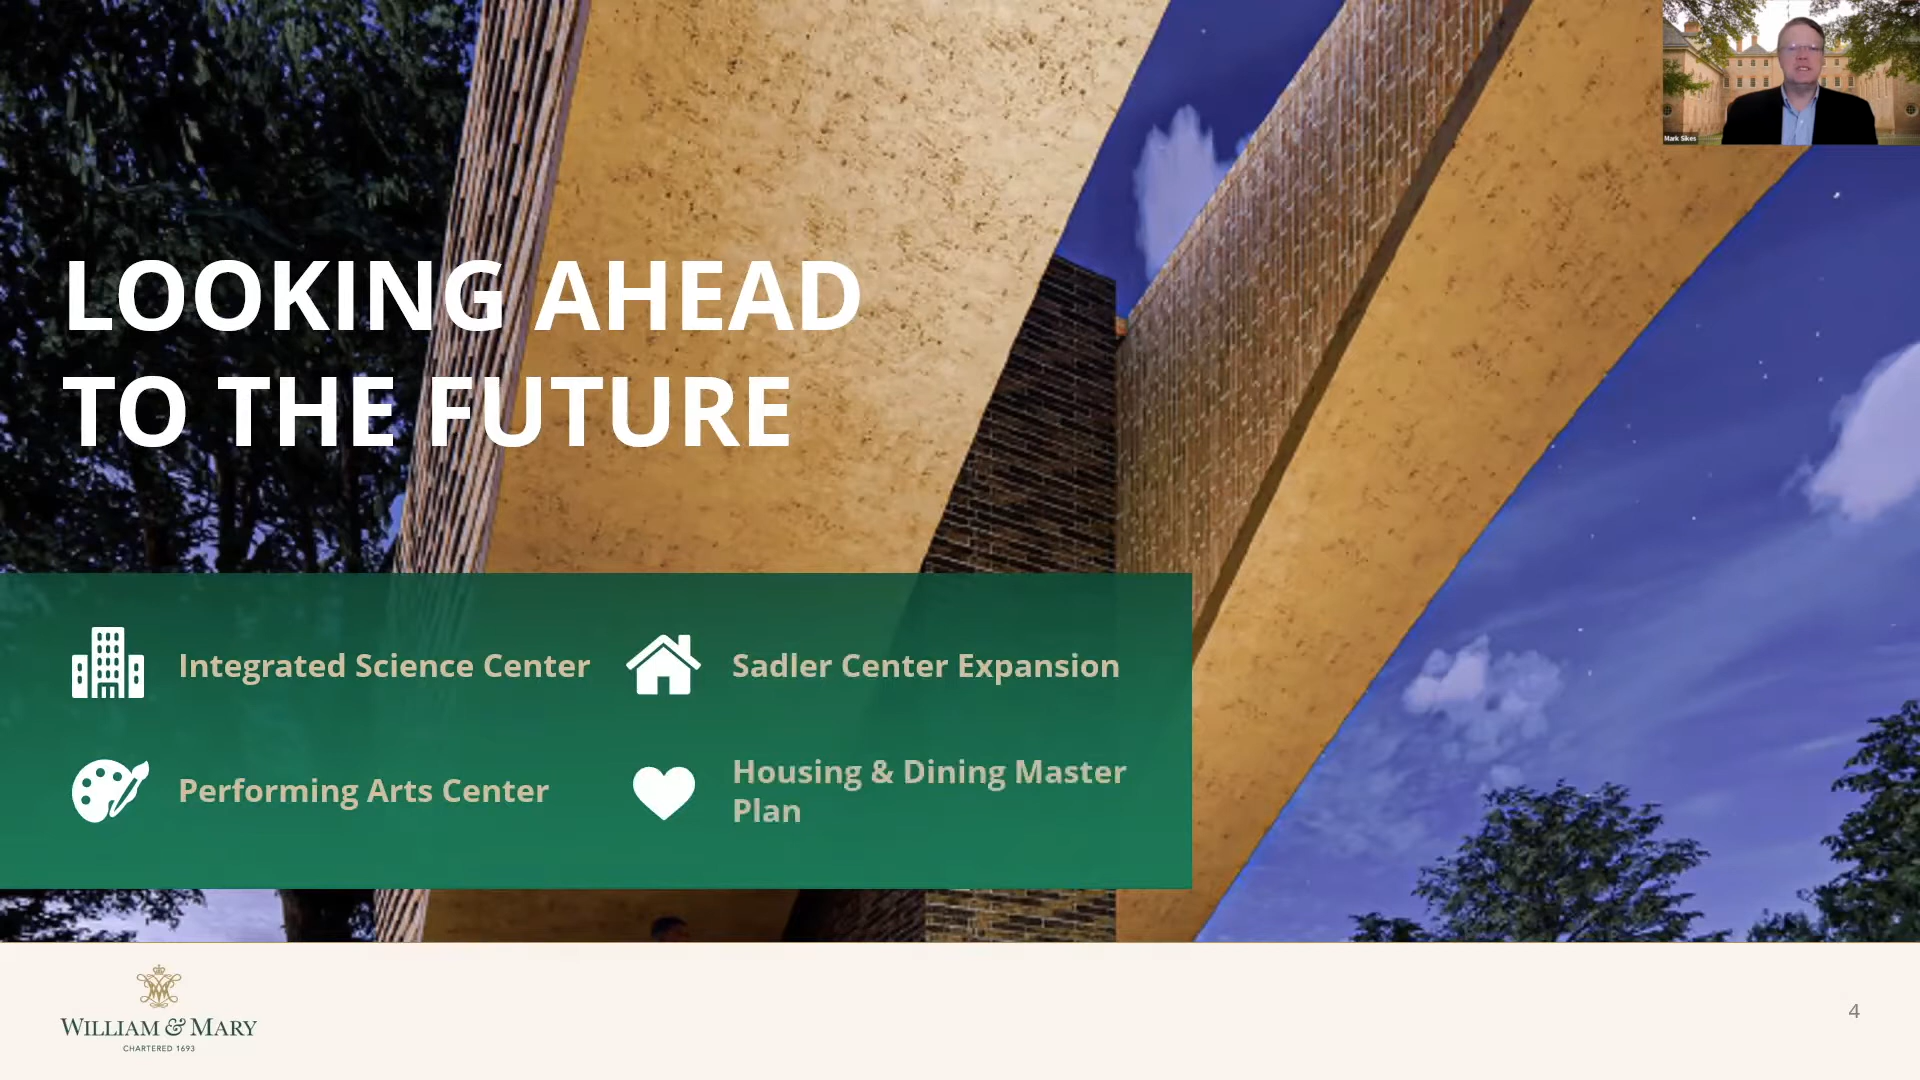 Mark Sikes
LOOKING AHEAD
TO THE FUTURE
Integrated Science Center
Sadler Center Expansion
Performing Arts Center
Housing & Dining Master
Plan
WILLIAM & MARY
CHARTERED 1693
4